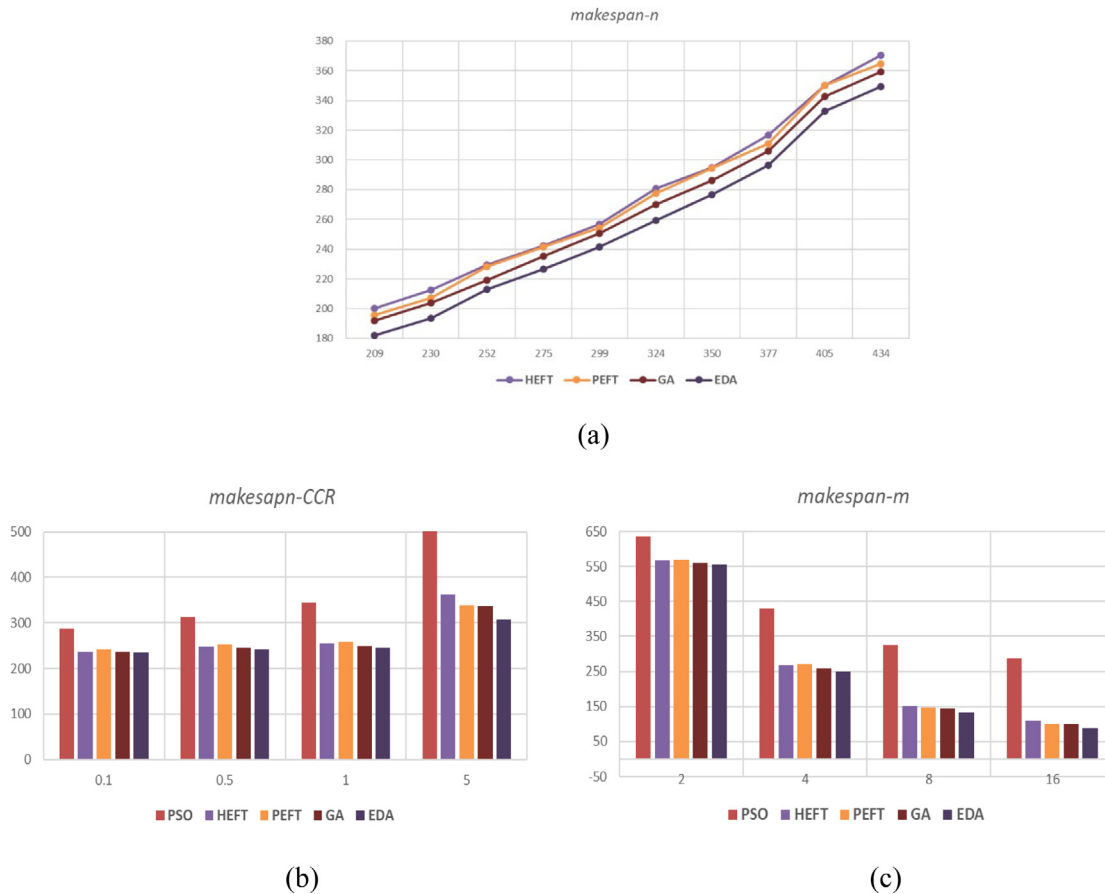 makespan-n
380
360
340
320
300
280
260
240
220
200
180
209 230 252 275 299 324 350 377 405 434
HEFT PEFT GA EDA
(a)
makesapn-CCR
500
400
300
200
100
0
0.1 0.5 1 5
PSO HEFT PEFT GA EDA
(b)
makespan-m
650
550
450
350
250
150
50
-50
2 4 8 16
PSO HEFT PEFT GA EDA
(c)